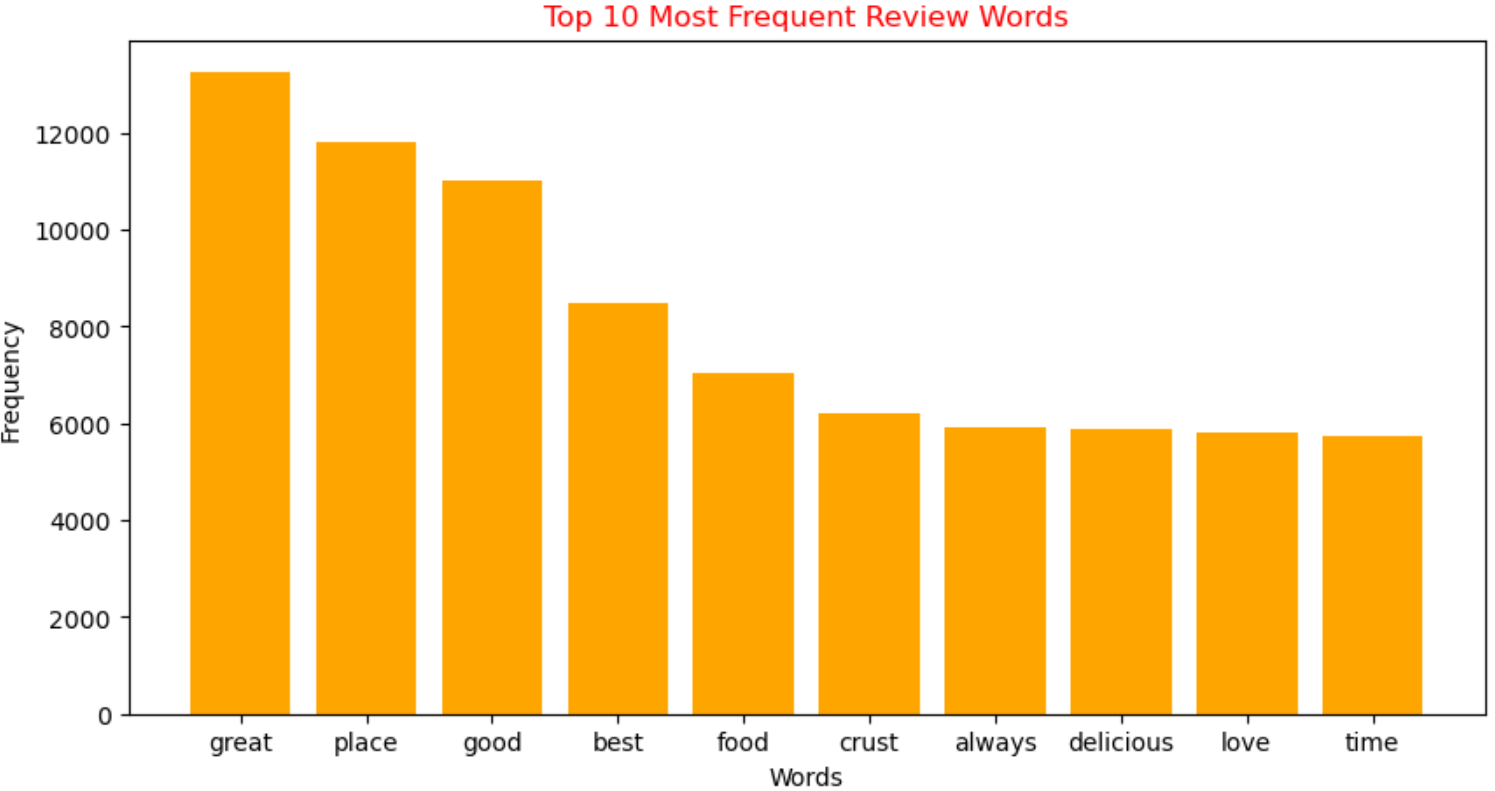 Top 10 Most Frequent Review Words
12000
10000
8000
6000
4000
2000
0
Frequency
great place good best food crust always delicious love time
Words